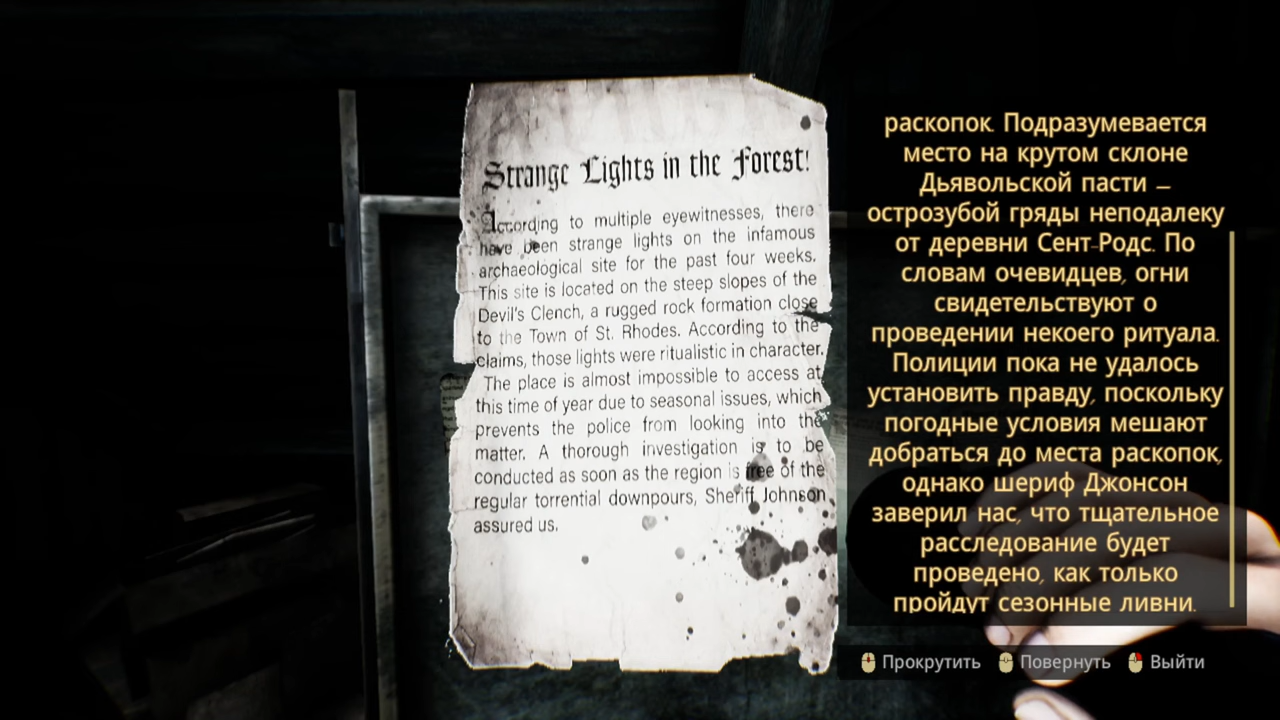 Strange Lights in the Forest!
According to multiple eyewitnesses, there
have been strange lights on the infamous
archaeological site for the past four weeks.
This site is located on the steep slopes of the
Devil's Clench, a rugged rock formation close
to the Town of St. Rhodes. According to the
claims, those lights were ritualistic in character.
The place is almost impossible to access at
this time of year due to seasonal issues, which
prevents the police from looking into the
matter. A thorough investigation is to be
conducted as soon as the region is free of the
regular torrential downpours, Sheriff Johnson
assured us.
раскопок. Подразумевается
место на крутом склоне
Дьявольской пасти –
острозубой гряды неподалеку
от деревни Сент-Родс. По
словам очевидцев, огни
свидетельствуют о
проведении некоего ритуала.
Полиции пока не удалось
установить правду, поскольку
погодные условия мешают
добраться до места раскопок,
однако шериф Джонсон
заверил нас, что тщательное
расследование будет
проведено, как только
пройдут сезонные ливни.
Прокрутить Повернуть Выйти